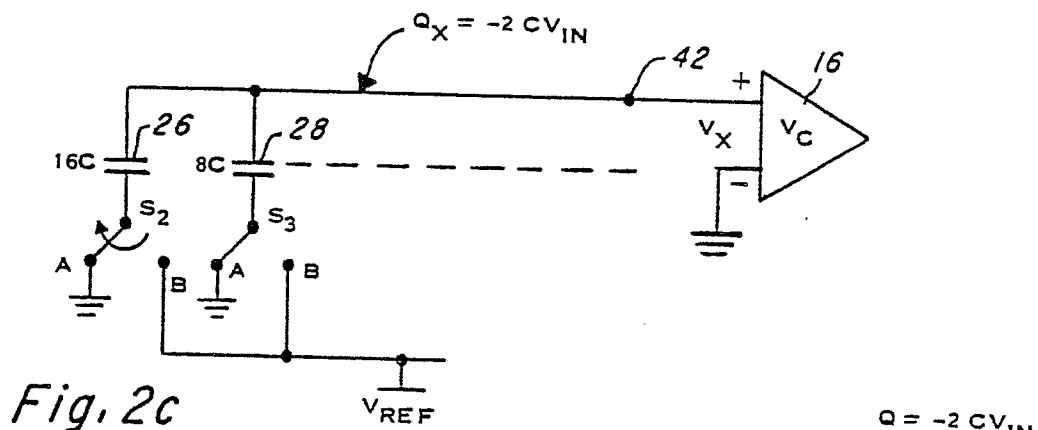 Q_X = -2 CV_IN
42
16
+
26
28
V_X
V_C
16C
8C
-
S_2
S_3
A
B
A
B
V_REF
Fig. 2c
Q = -2 CV_IN